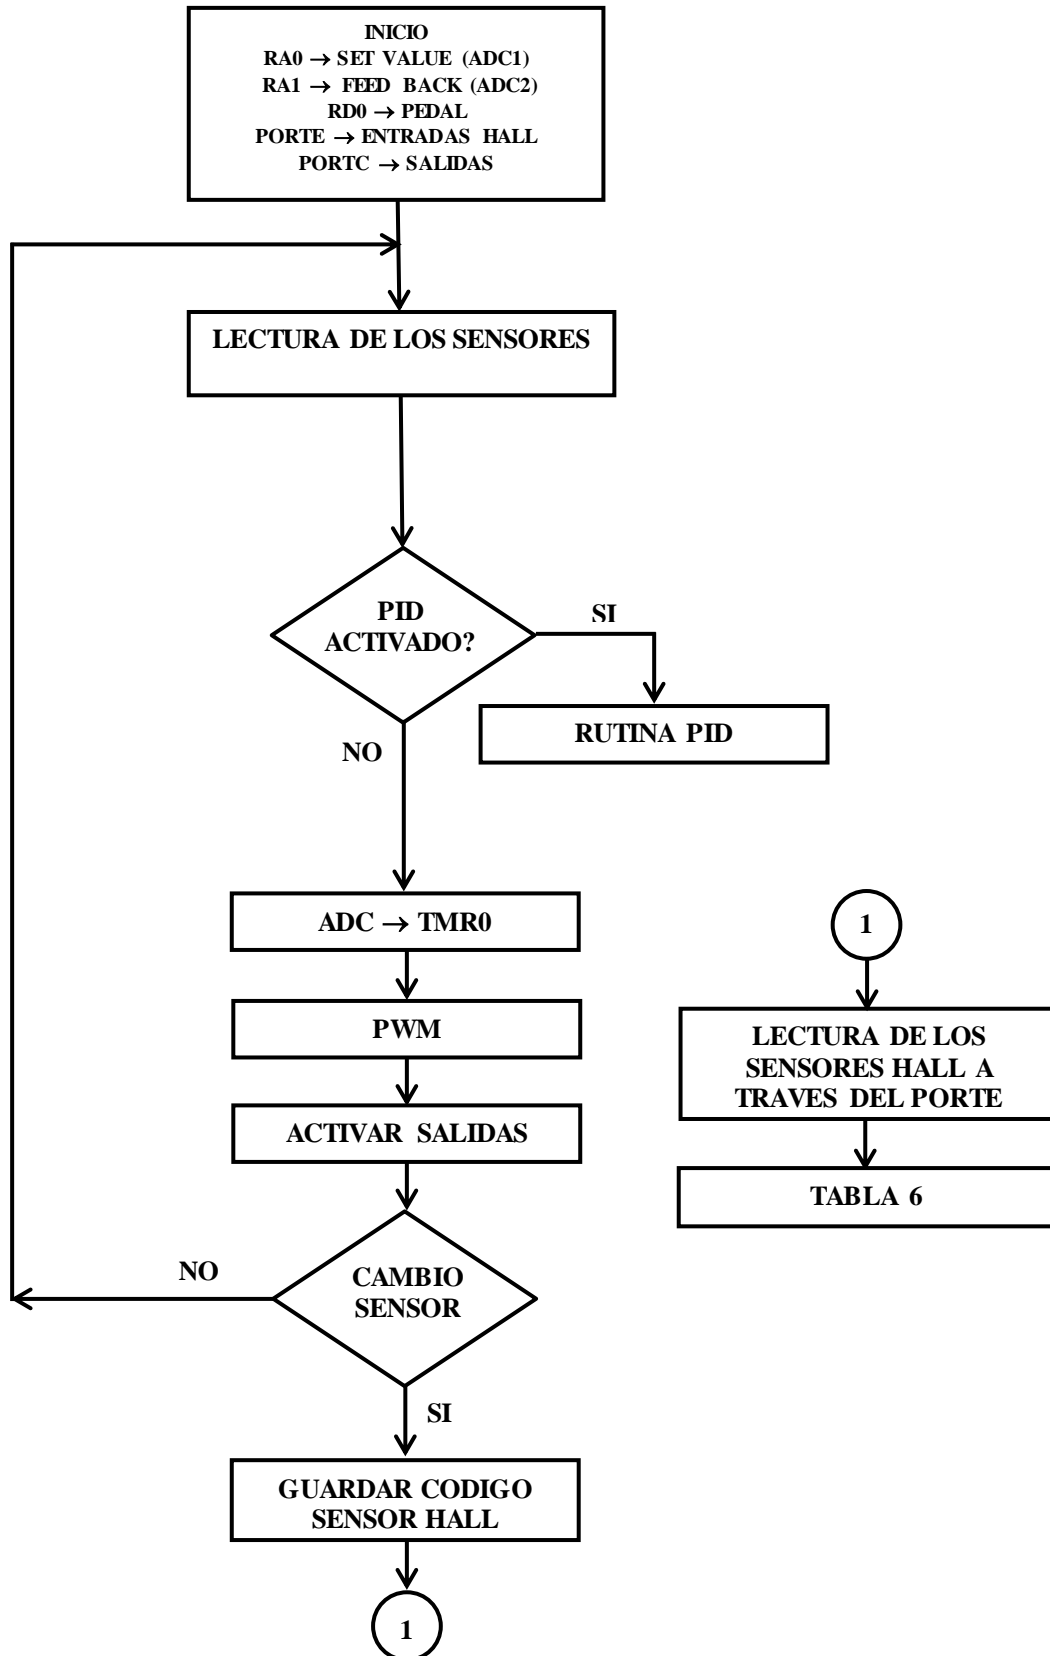 INICIO
RA0 → SET VALUE (ADC1)
RA1 → FEED BACK (ADC2)
RD0 → PEDAL
PORTE → ENTRADAS HALL
PORTC → SALIDAS
LECTURA DE LOS SENSORES
PID
ACTIVADO?
SI
RUTINA PID
NO
ADC → TMR0
PWM
ACTIVAR SALIDAS
CAMBIO
SENSOR
NO
SI
GUARDAR CODIGO
SENSOR HALL
1
1
LECTURA DE LOS
SENSORES HALL A
TRAVES DEL PORTE
TABLA 6